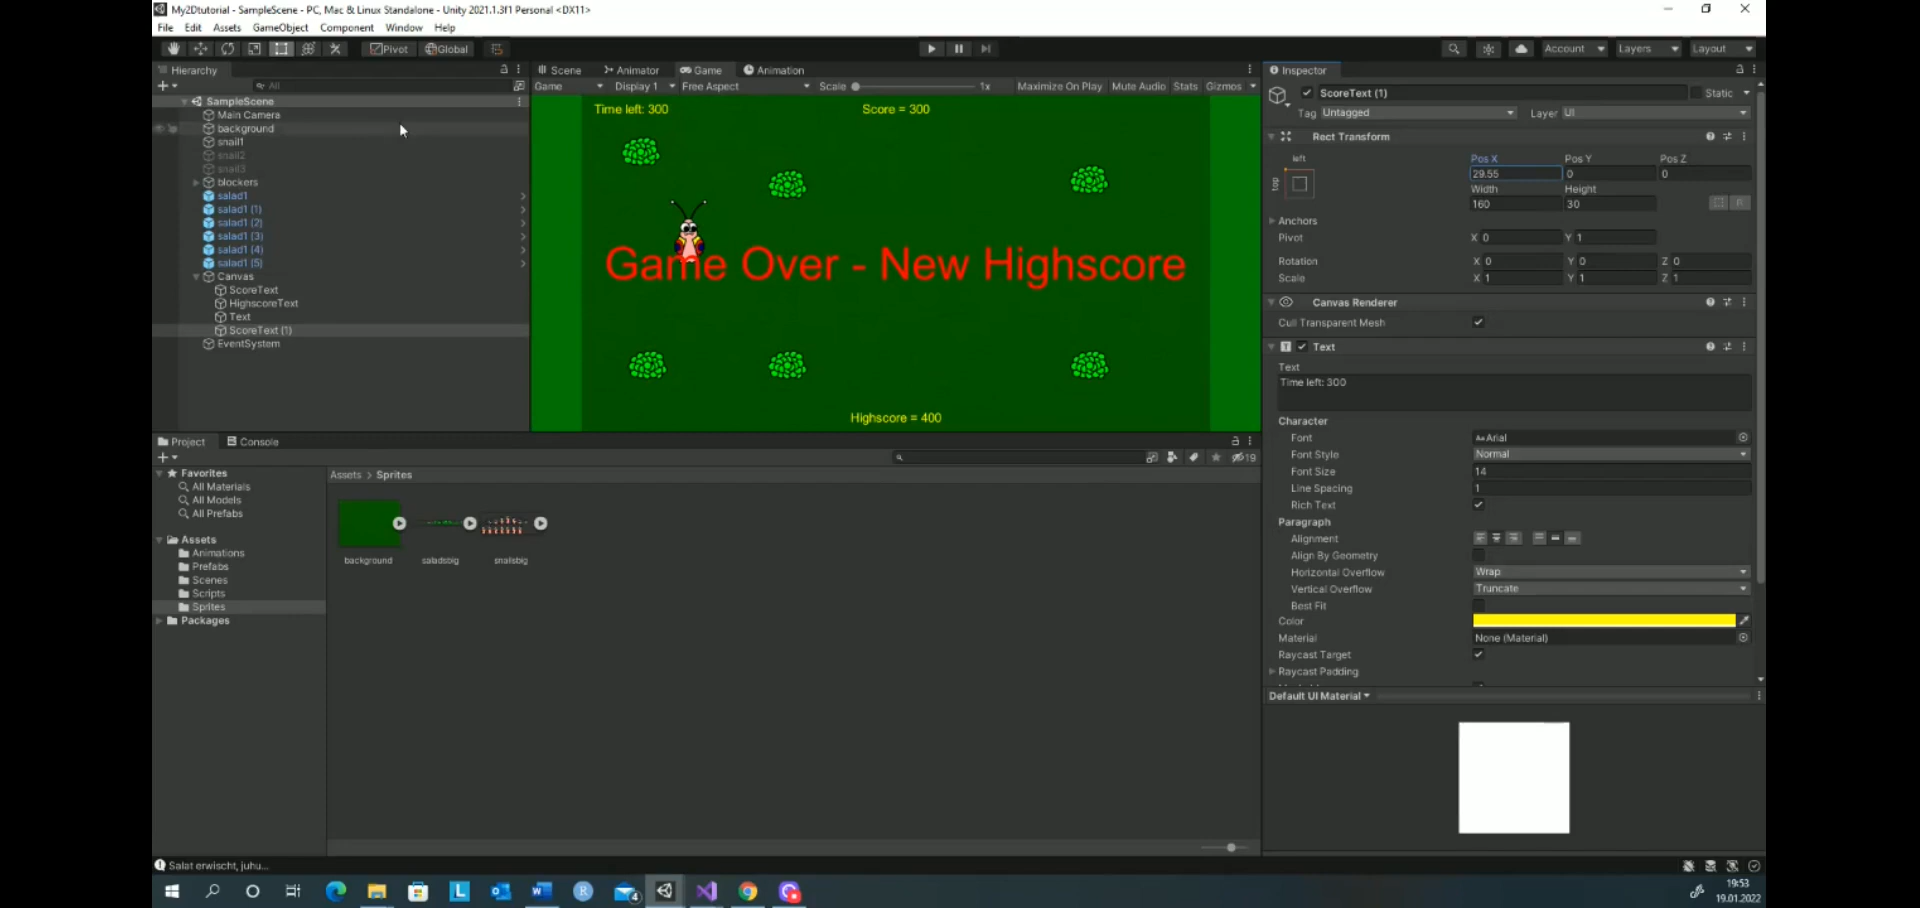 My2Dtutorial - SampleScene - PC, Mac & Linux Standalone - Unity 2021.1.3f1 Personal <DX11>
File Edit Assets GameObject Component Window Help
Pivot Global Account Layers Layout
Hierarchy
Scene Animator Game Animation
Inspector
All
Game Display 1 Free Aspect Scale 1x Maximize On Play Mute Audio Stats Gizmos
SampleScene
Main Camera
background
snail1
snail2
snail3
blockers
salad1
salad1 (1)
salad1 (2)
salad1 (3)
salad1 (4)
salad1 (5)
Canvas
ScoreText
HighscoreText
Text
ScoreText (1)
EventSystem
Time left: 300
Score = 300
Game Over - New Highscore
Highscore = 400
ScoreText (1) Static
Tag Untagged Layer UI
Rect Transform
left Pos X Pos Y Pos Z
top 29.55 0 0
Width Height
160 30
R
Anchors
Pivot X 0 Y 1
Rotation X 0 Y 0 Z 0
Scale X 1 Y 1 Z 1
Canvas Renderer
Cull Transparent Mesh
Text
Text
Time left: 300
Character
Font Arial
Font Style Normal
Font Size 14
Line Spacing 1
Rich Text
Paragraph
Alignment
Align By Geometry
Horizontal Overflow Wrap
Vertical Overflow Truncate
Best Fit
Color
Material None (Material)
Raycast Target
Raycast Padding
Default UI Material
Project Console
19
Favorites
All Materials
All Models
All Prefabs
Assets
Animations
Prefabs
Scenes
Scripts
Sprites
Packages
Assets > Sprites
background saladsbig snailsbig
Salat erwischt, juhu...
L
4
19:53
19.01.2022